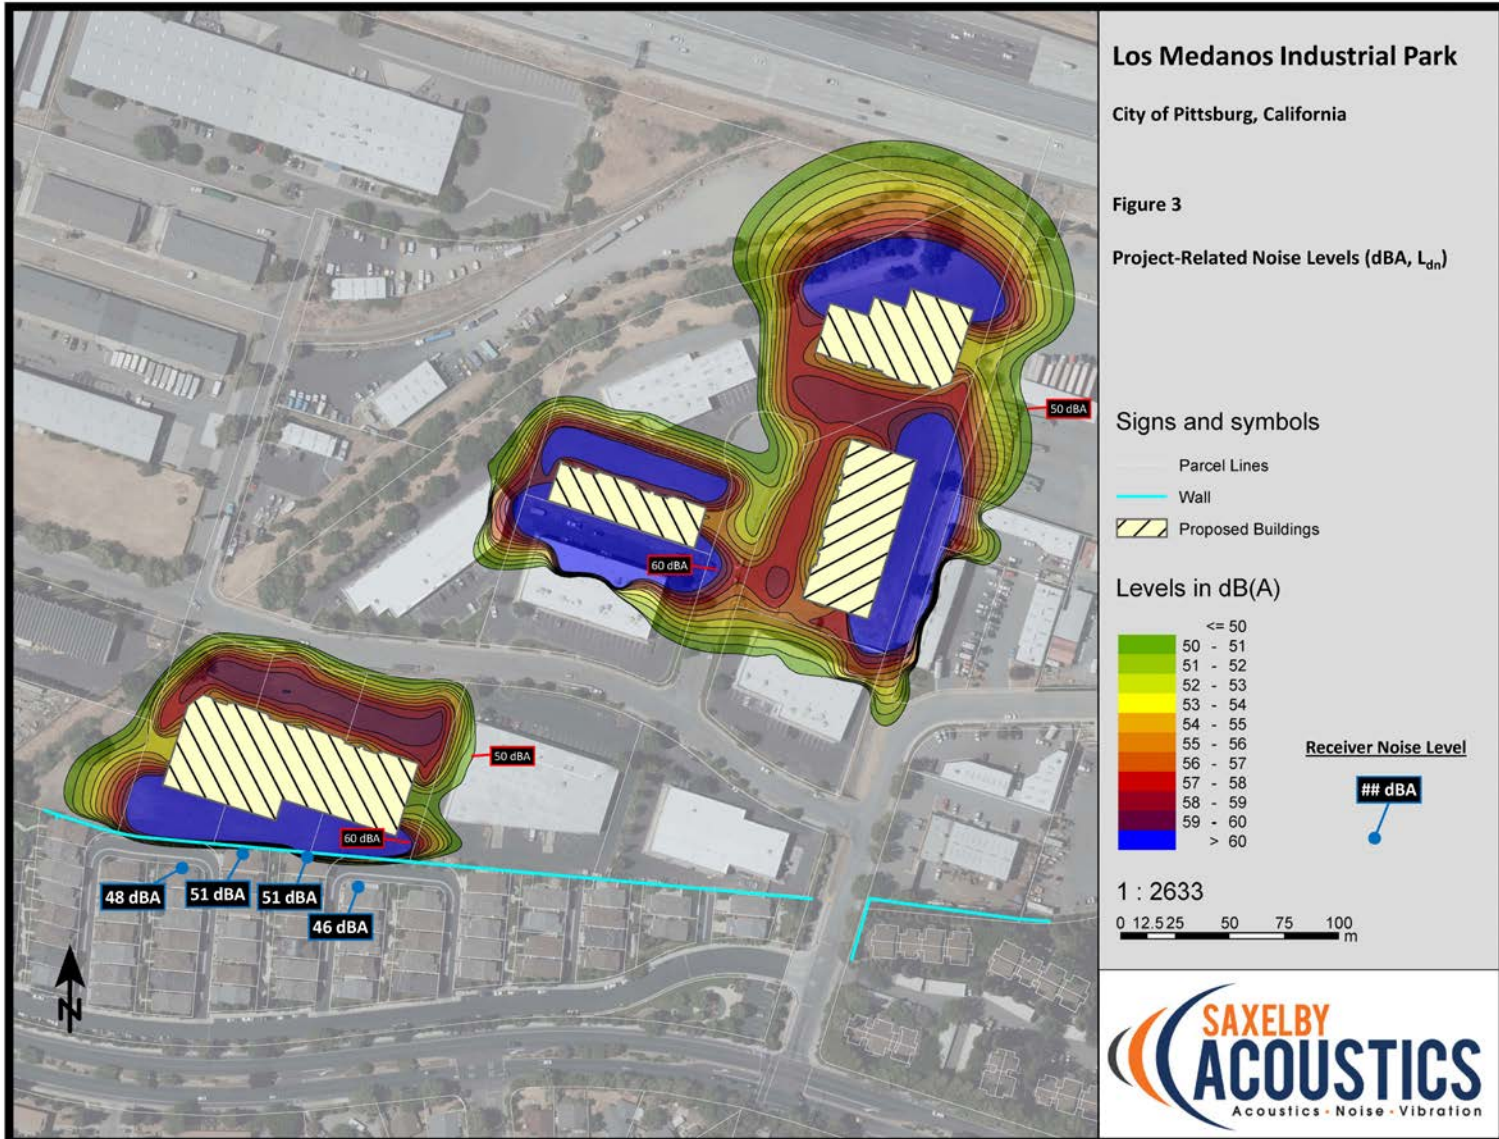 Los Medanos Industrial Park
City of Pittsburg, California
Figure 3
Project-Related Noise Levels (dBA, Ldn)
Signs and symbols
Parcel Lines
Wall
Proposed Buildings
Levels in dB(A)
<= 50
50 - 51
51 - 52
52 - 53
53 - 54
54 - 55
55 - 56
56 - 57
57 - 58
58 - 59
59 - 60
> 60
Receiver Noise Level
## dBA
1 : 2633
0 12.5 25 50 75 100
m
SAXELBY
ACOUSTICS
Acoustics · Noise · Vibration
50 dBA
60 dBA
50 dBA
60 dBA
48 dBA
51 dBA
51 dBA
46 dBA
N